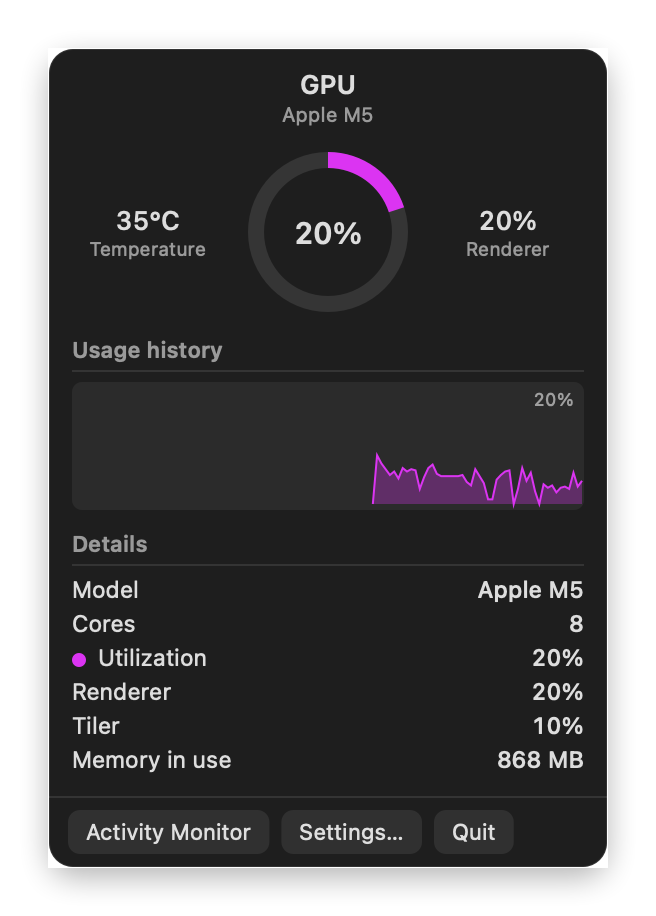 GPU
Apple M5
20%
35°C
Temperature
20%
Renderer
Usage history
20%
Details
Model Apple M5
Cores 8
Utilization 20%
Renderer 20%
Tiler 10%
Memory in use 868 MB
Activity Monitor Settings... Quit